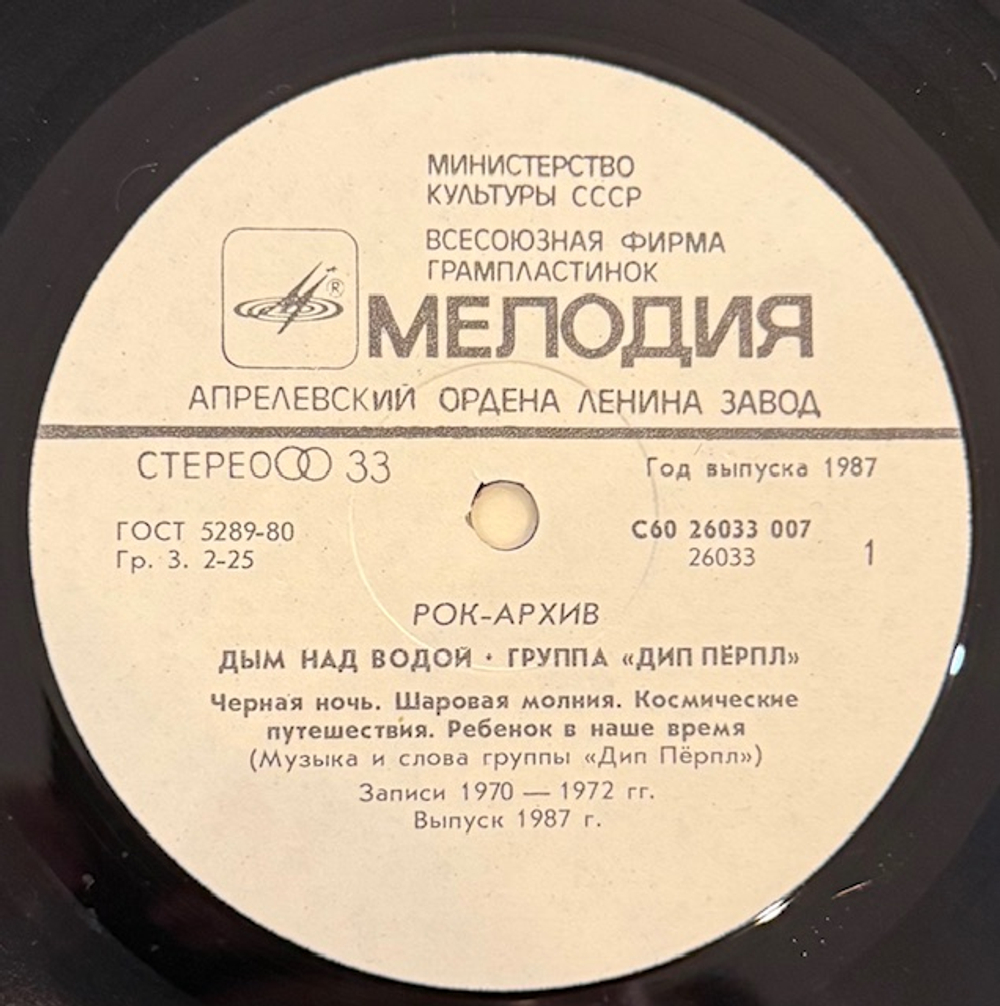 МИНИСТЕРСТВО
КУЛЬТУРЫ СССР
ВСЕСОЮЗНАЯ ФИРМА
ГРАМПЛАСТИНОК
®
МЕЛОДИЯ
АПРЕЛЕВСКИЙ ОРДЕНА ЛЕНИНА ЗАВОД
СТЕРЕО 33
Год выпуска 1987
ГОСТ 5289-80
Гр. 3. 2-25
С60 26033 007
26033
1
РОК-АРХИВ
ДЫМ НАД ВОДОЙ · ГРУППА «ДИП ПЁРПЛ»
Черная ночь. Шаровая молния. Космические
путешествия. Ребенок в наше время
(Музыка и слова группы «Дип Пёрпл»)
Записи 1970 — 1972 гг.
Выпуск 1987 г.